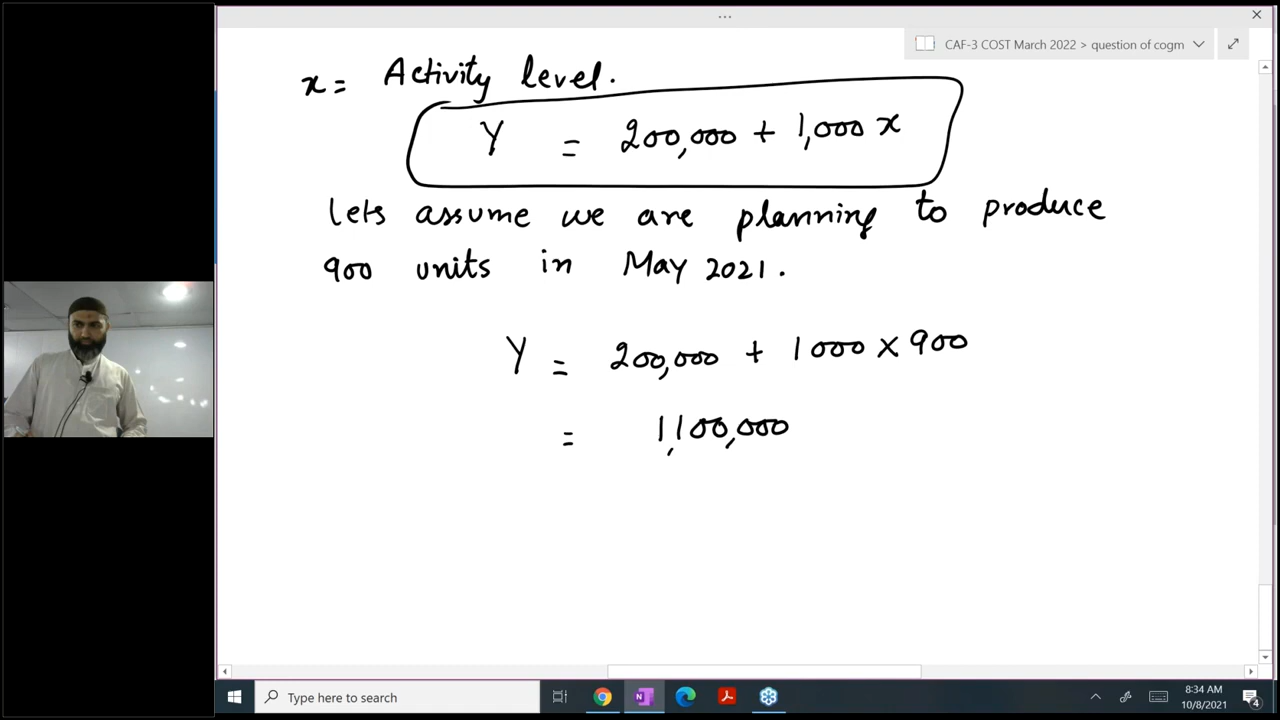 CAF-3 COST March 2022 > question of cogm
x = Activity level.
Y = 200,000 + 1,000 x
Lets assume we are planning to produce
900 units in May 2021.
Y = 200,000 + 1000 × 900
= 1,100,000
Type here to search
8:34 AM
10/8/2021
4